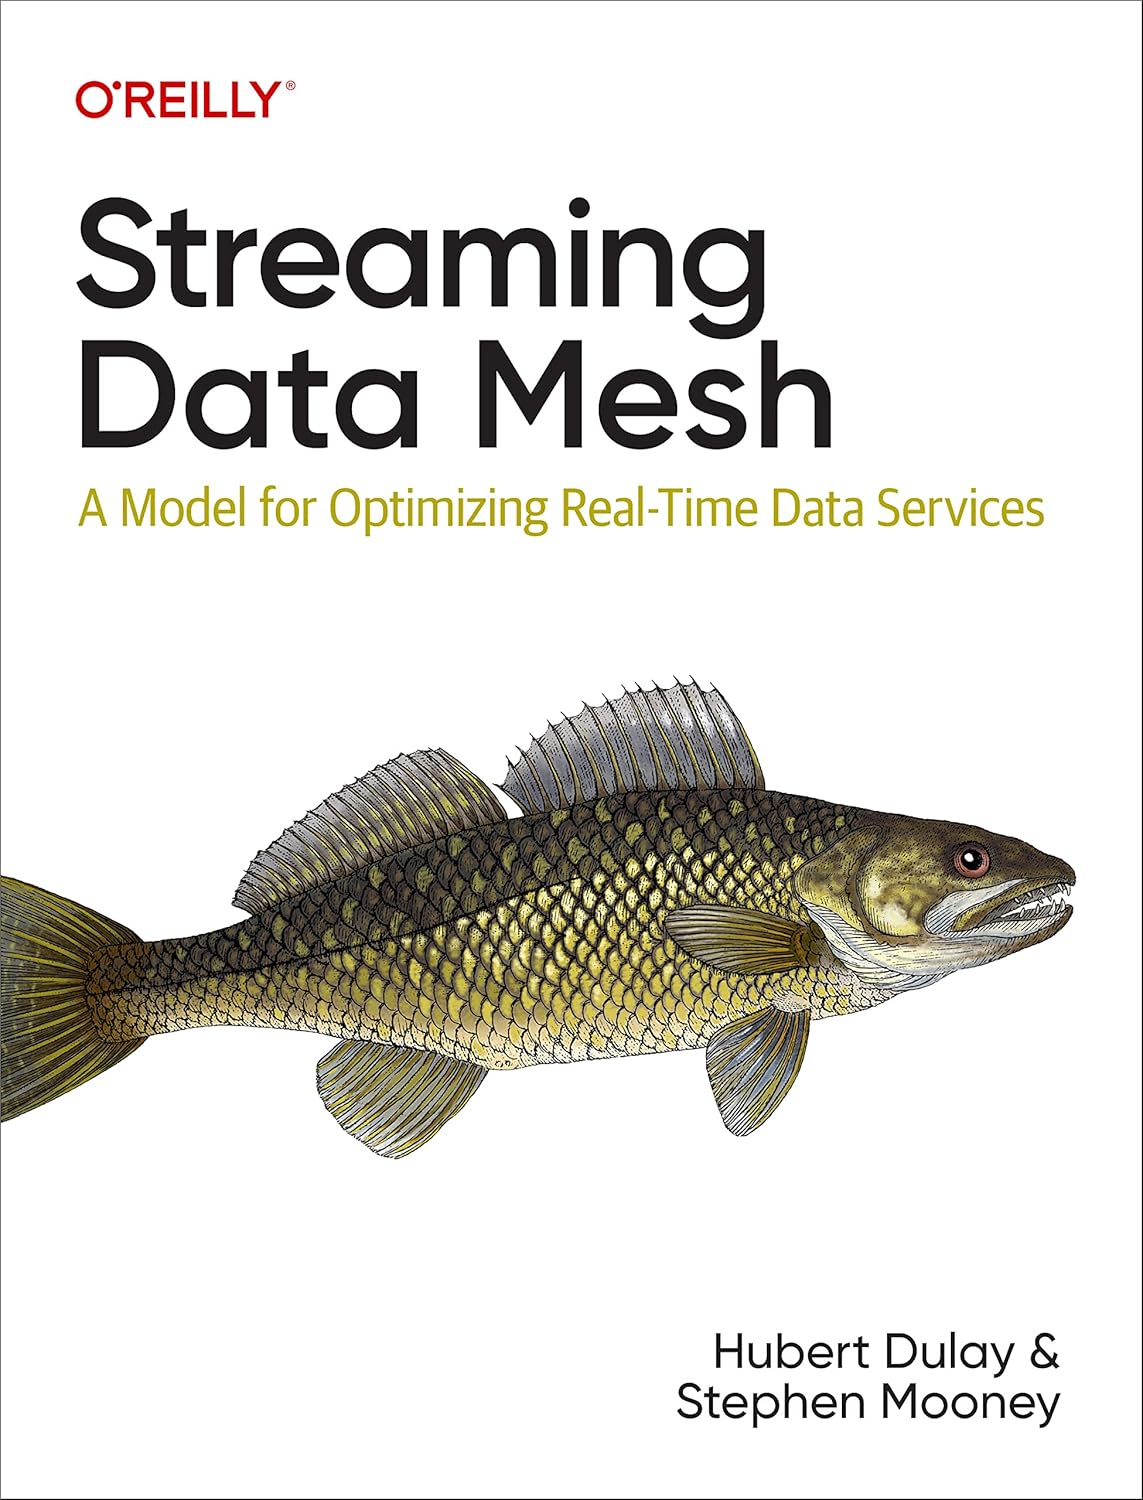 O'REILLY®
Streaming
Data Mesh
A Model for Optimizing Real-Time Data Services
Hubert Dulay &
Stephen Mooney